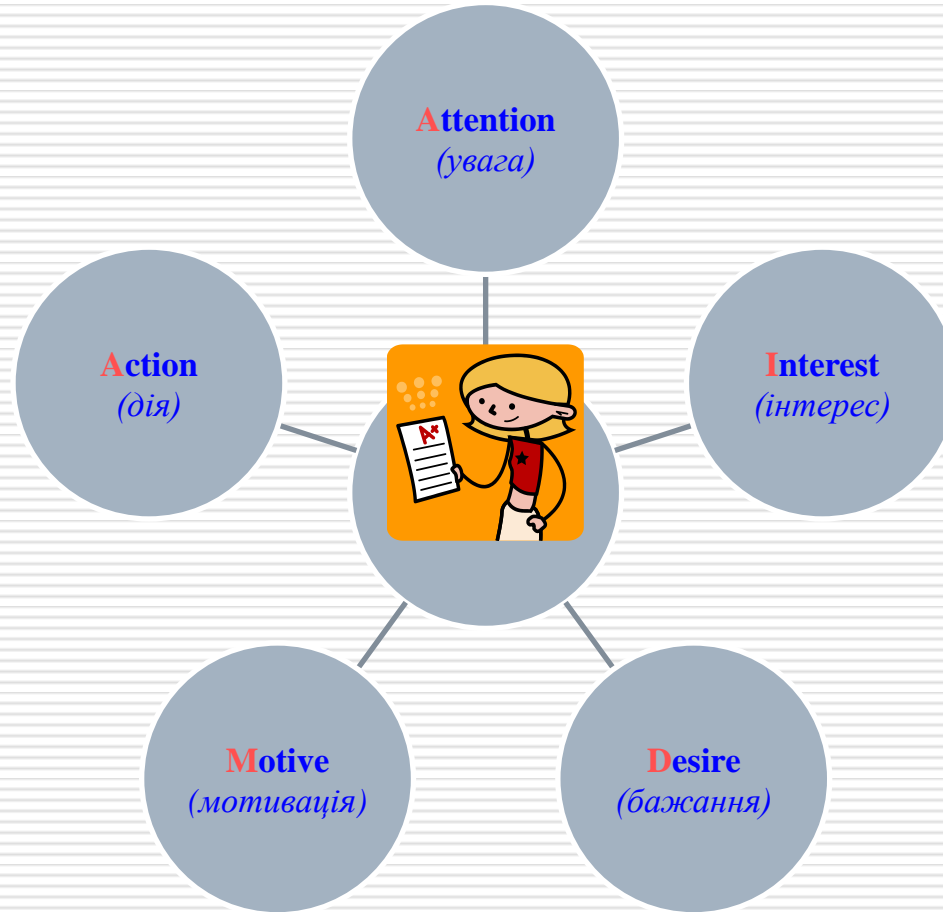 Attention
(увага)
Interest
(інтерес)
Desire
(бажання)
Motive
(мотивація)
Action
(дія)
A+